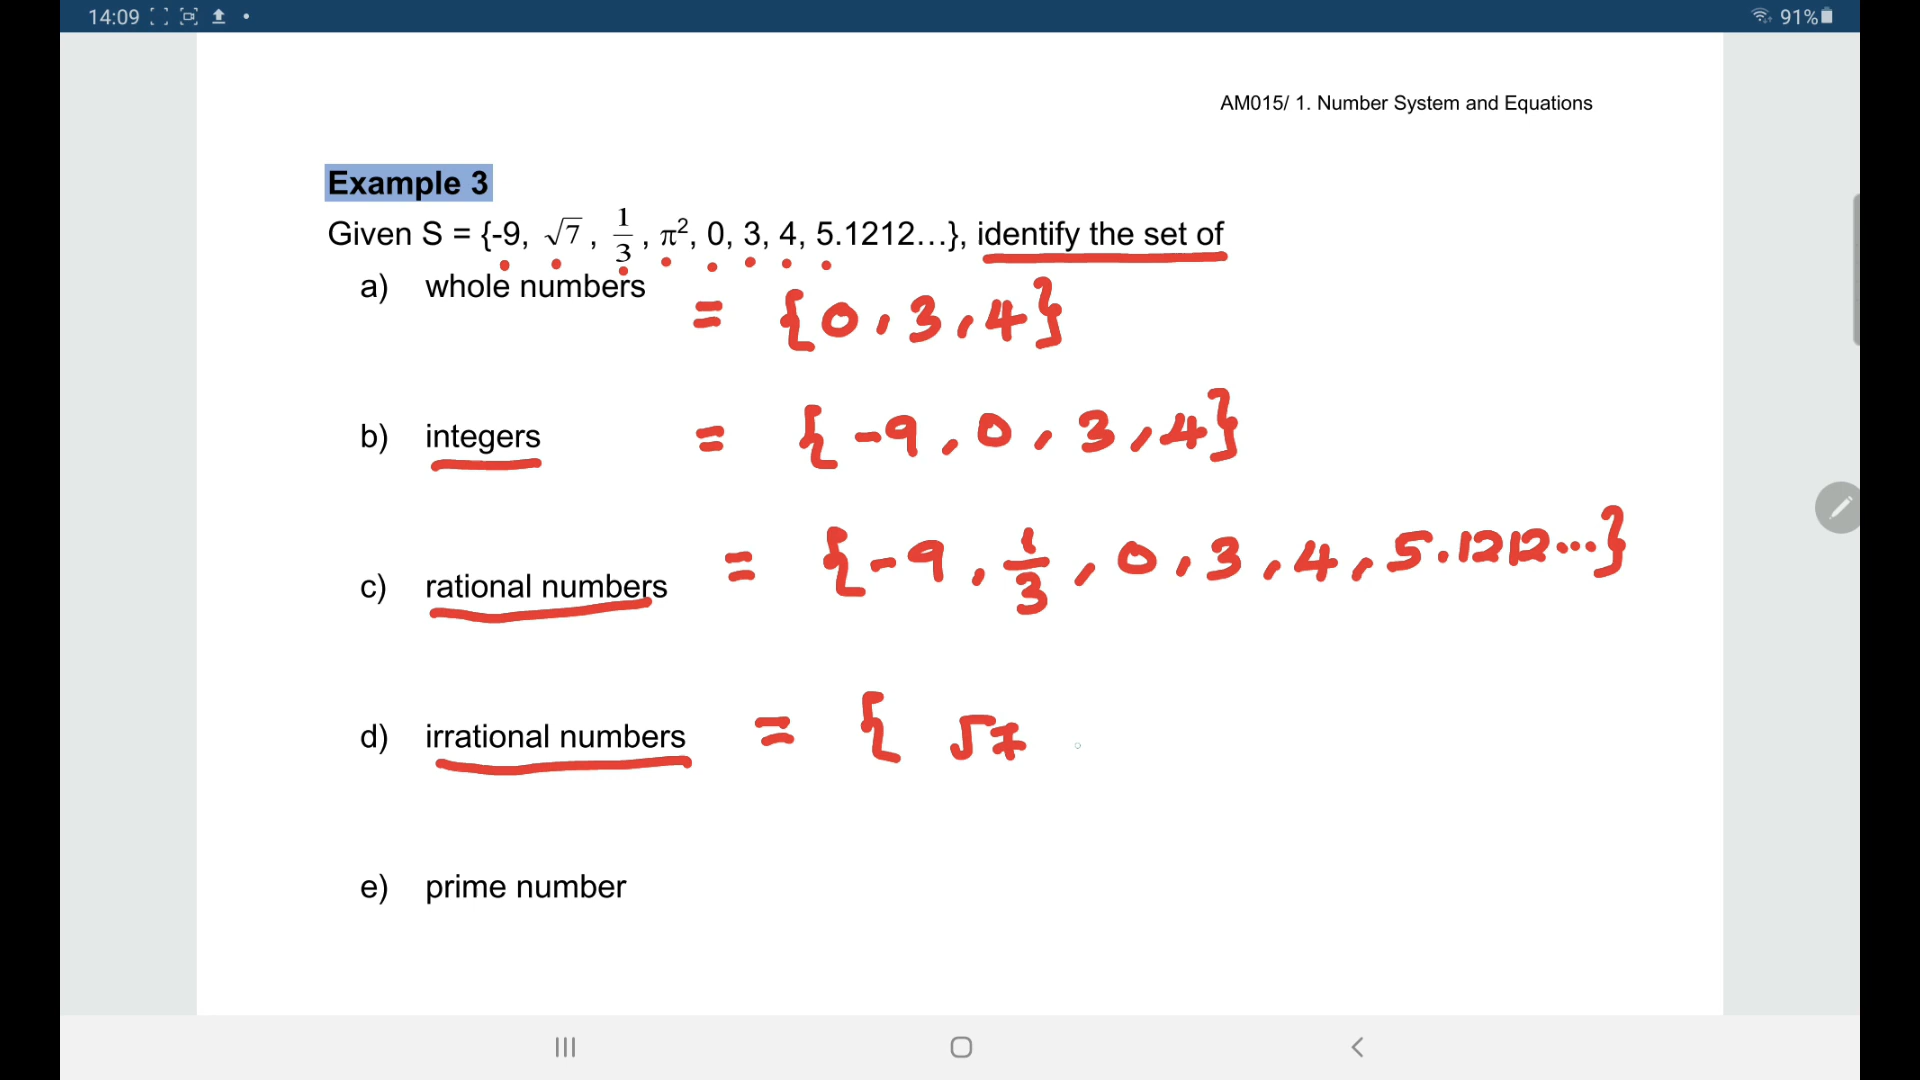 14:09
91%
AM015/ 1. Number System and Equations
Example 3
Given S = {-9, √7, 1/3, π², 0, 3, 4, 5.1212…}, identify the set of
a) whole numbers = {0, 3, 4}
b) integers = {-9, 0, 3, 4}
c) rational numbers = {-9, 1/3, 0, 3, 4, 5.1212...}
d) irrational numbers = { √7
e) prime number